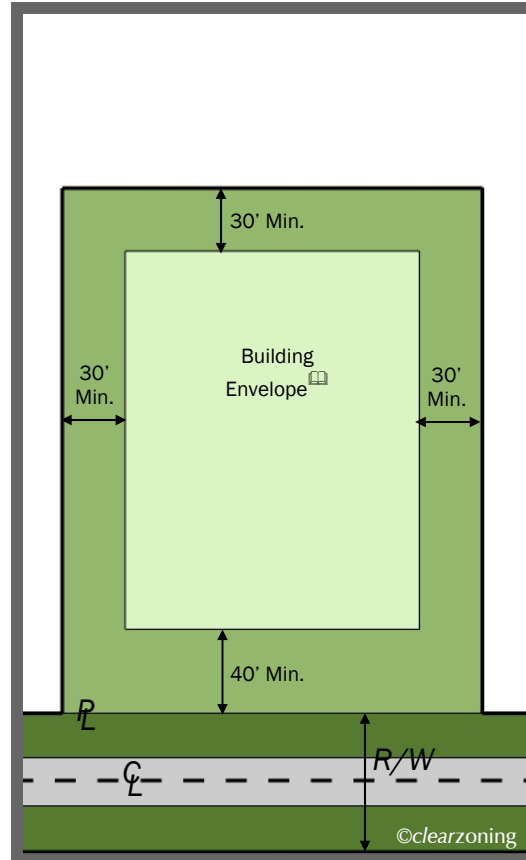 30’ Min.
Building
Envelope
30’
Min.
30’
Min.
40’ Min.
PL
CL
R/W
©clearzoning